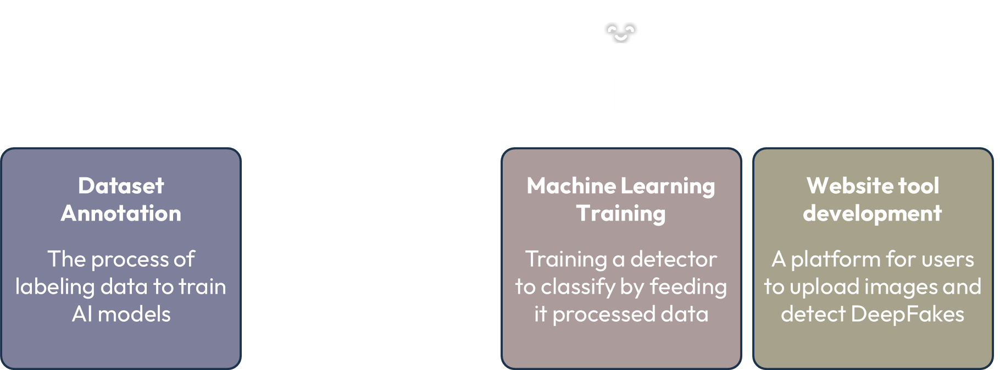 Dataset
Annotation
The process of
labeling data to train
AI models
Machine Learning
Training
Training a detector
to classify by feeding
it processed data
Website tool
development
A platform for users
to upload images and
detect DeepFakes